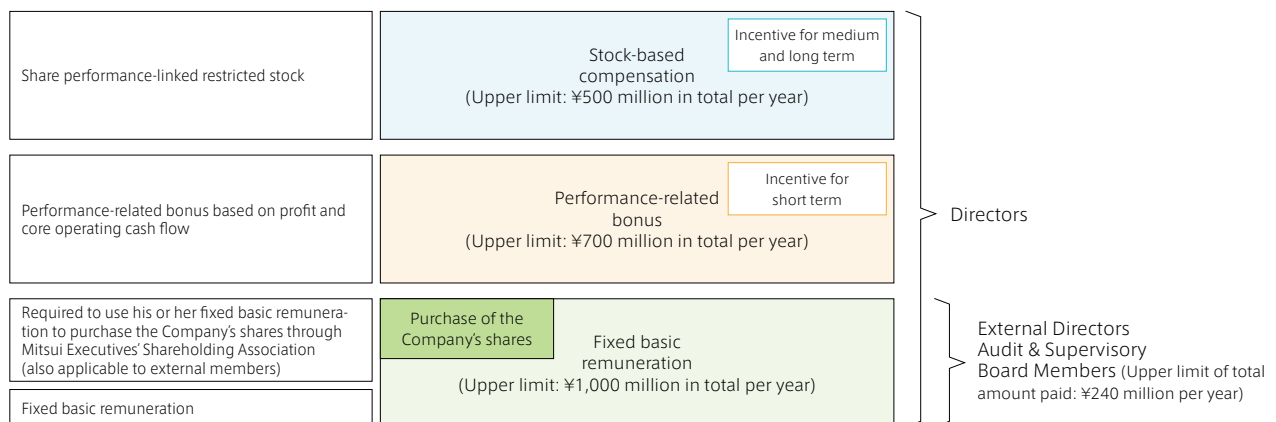 Share performance-linked restricted stock
Stock-based
compensation
(Upper limit: ¥500 million in total per year)
Incentive for medium
and long term
Performance-related bonus based on profit and
core operating cash flow
Performance-related
bonus
(Upper limit: ¥700 million in total per year)
Incentive for
short term
Directors
Required to use his or her fixed basic remunera-
tion to purchase the Company's shares through
Mitsui Executives' Shareholding Association
(also applicable to external members)
Fixed basic remuneration
Purchase of the
Company's shares
Fixed basic
remuneration
(Upper limit: ¥1,000 million in total per year)
External Directors
Audit & Supervisory
Board Members (Upper limit of total
amount paid: ¥240 million per year)